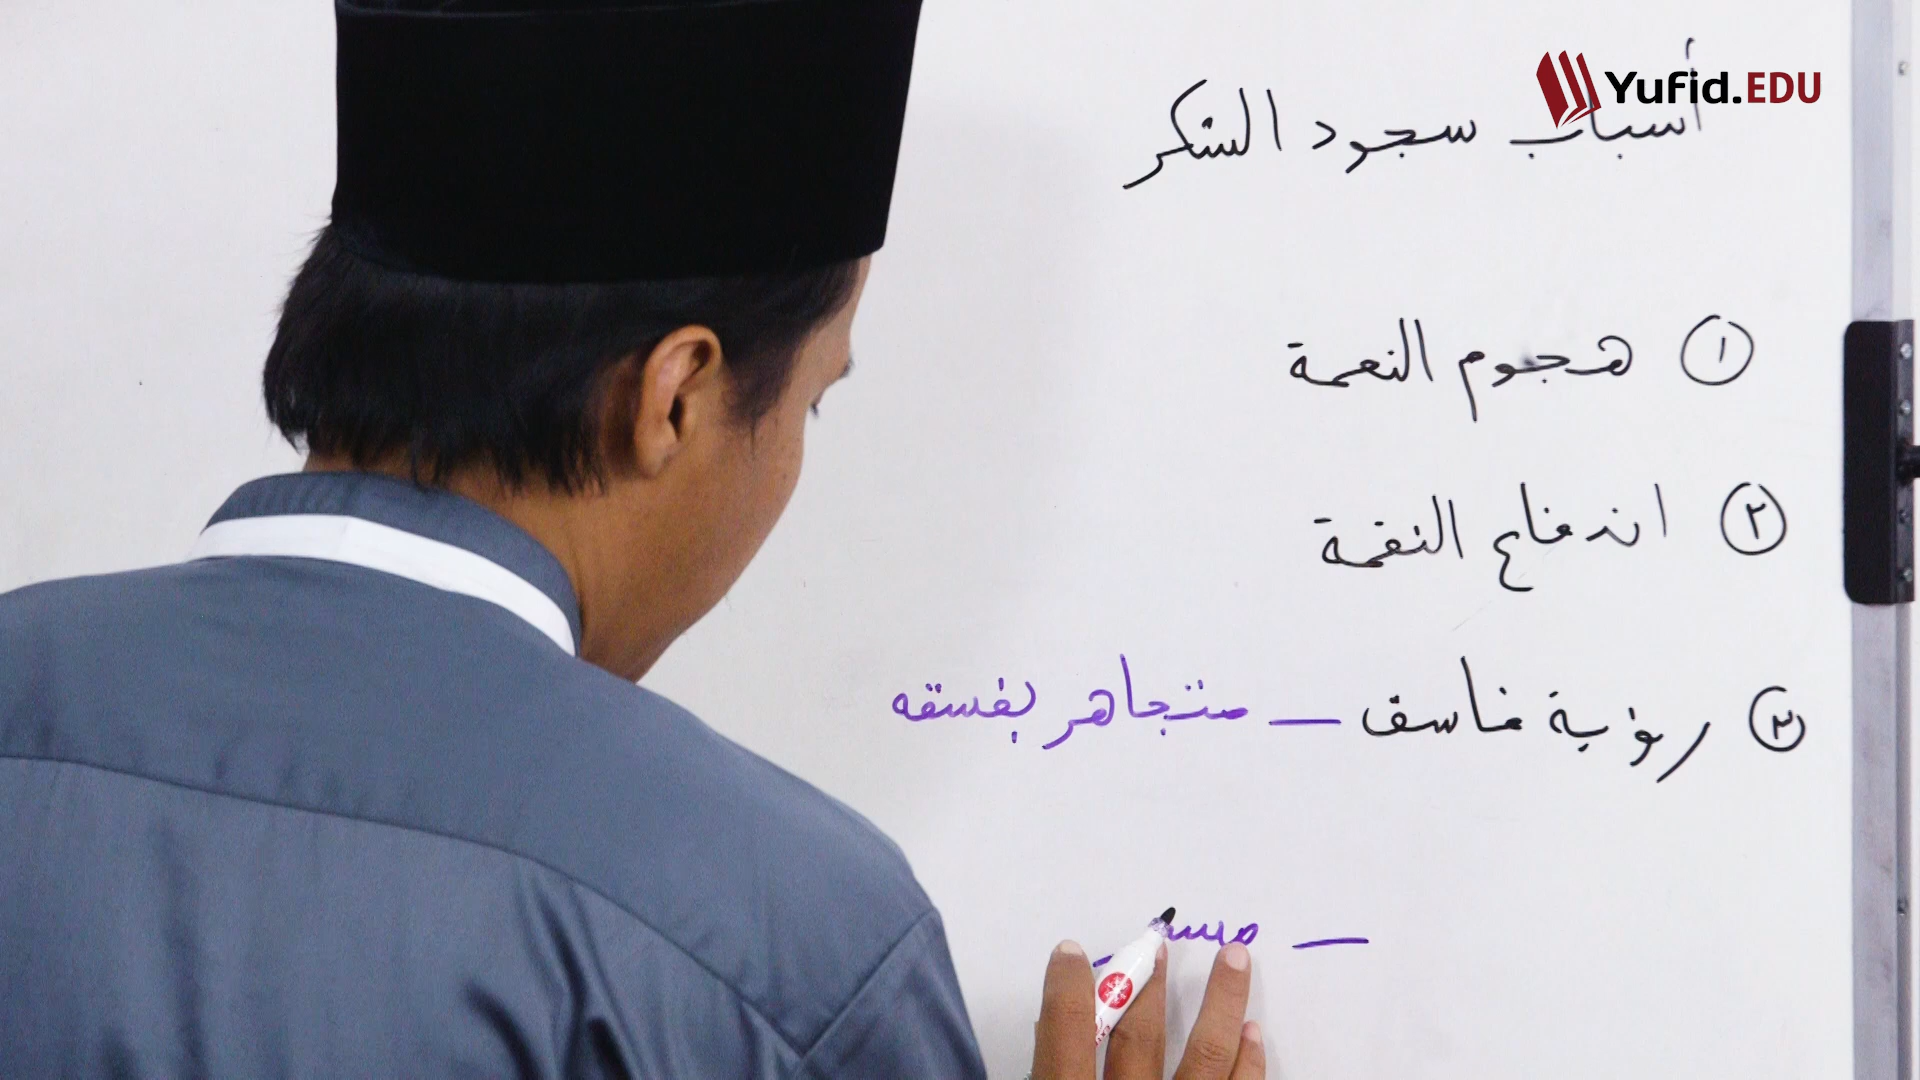 Yufid.EDU
أسباب سجود الشكر
١ هجوم النعمة
٢ اندفاع النقمة
٣ رؤية فاسق — متجاهر بفسقه
—